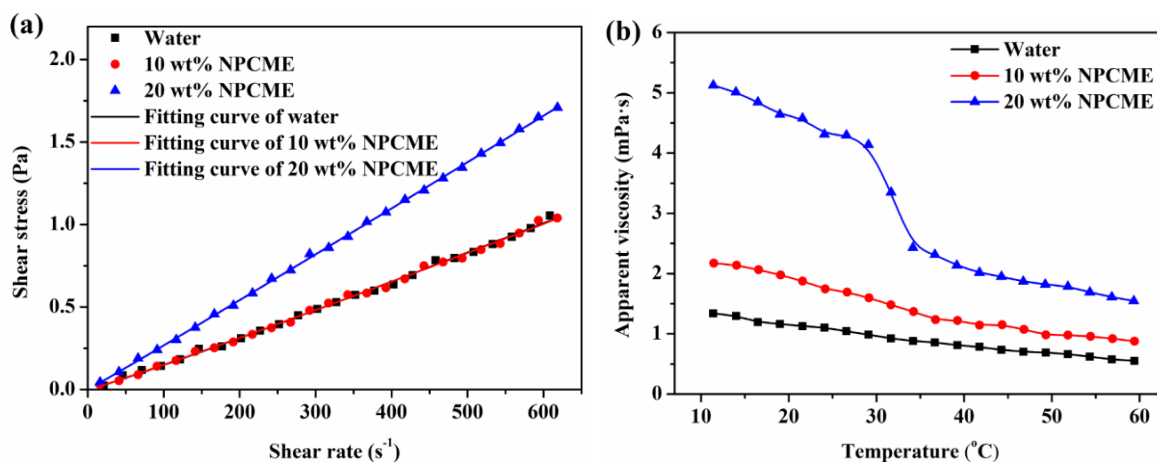 (a)
Water
10 wt% NPCME
20 wt% NPCME
Fitting curve of water
Fitting curve of 10 wt% NPCME
Fitting curve of 20 wt% NPCME
Shear stress (Pa)
2.0
1.5
1.0
0.5
0.0
0 100 200 300 400 500 600
Shear rate (s⁻¹)
(b)
Water
10 wt% NPCME
20 wt% NPCME
Apparent viscosity (mPa·s)
6
5
4
3
2
1
0
10 20 30 40 50 60
Temperature (°C)